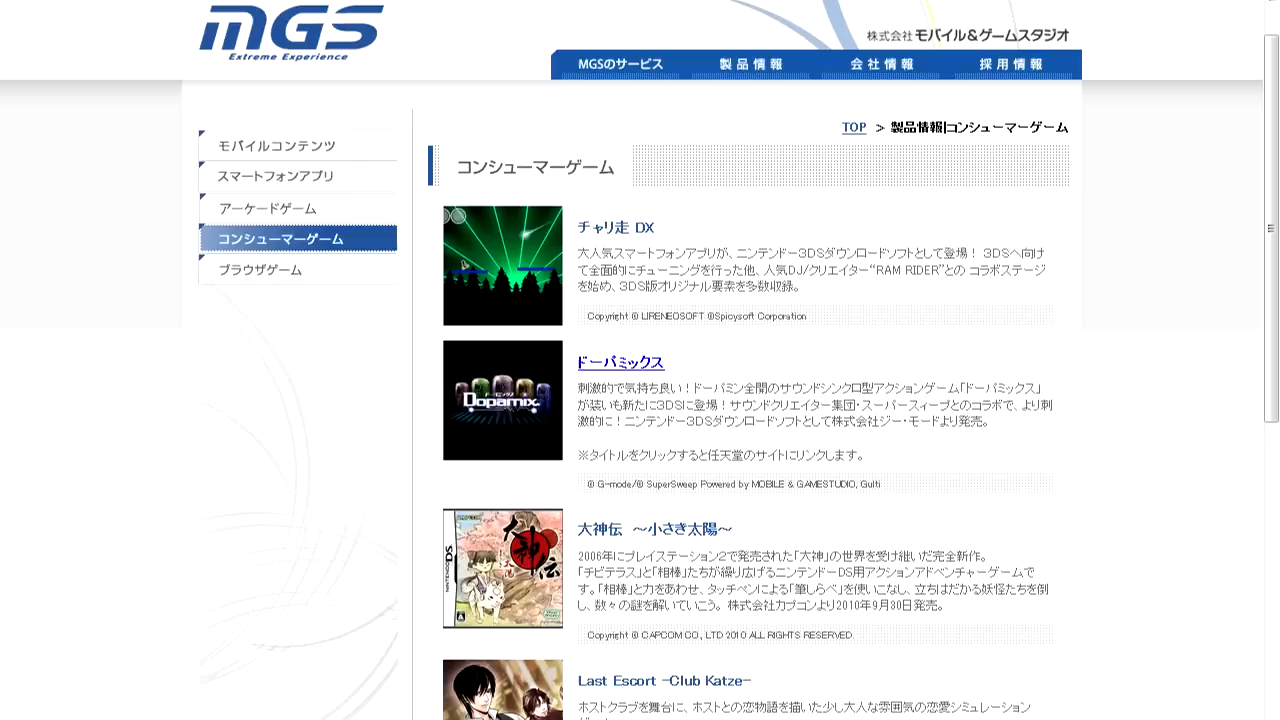 MGS
Extreme Experience
株式会社モバイル&ゲームスタジオ
MGSのサービス 製品情報 会社情報 採用情報
TOP > 製品情報|コンシューマーゲーム
モバイルコンテンツ
スマートフォンアプリ
アーケードゲーム
コンシューマーゲーム
ブラウザゲーム
コンシューマーゲーム
チャリ走 DX
大人気スマートフォンアプリが、ニンテンドー3DSダウンロードソフトとして登場! 3DSへ向け
て全面的にチューニングを行った他、人気DJ/クリエイター“RAM RIDER”との コラボステージ
を始め、3DS版オリジナル要素を多数収録。
Copyright © LIRENEOSOFT ©Spicysoft Corporation
Dopamix
ドーパミックス
刺激的で気持ち良い!ドーパミン全開のサウンドシンクロ型アクションゲーム「ドーパミックス」
が装いも新たに3DSに登場!サウンドクリエイター集団・スーパースィープとのコラボで、より刺
激的に!ニンテンドー3DSダウンロードソフトとして株式会社ジー・モードより発売。
※タイトルをクリックすると任天堂のサイトにリンクします。
© G-mode/© SuperSweep Powered by MOBILE & GAMESTUDIO, Gulti
NINTENDO DS
大神伝
大神伝 ~小さき太陽~
2006年にプレイステーション2で発売された「大神」の世界を受け継いだ完全新作。
「チビテラス」と「相棒」たちが繰り広げるニンテンドーDS用アクションアドベンチャーゲームで
す。「相棒」と力をあわせ、タッチペンによる「筆しらべ」を使いこなし、立ちはだかる妖怪たちを倒
し、数々の謎を解いていこう。 株式会社カプコンより2010年9月30日発売。
Copyright © CAPCOM CO., LTD 2010 ALL RIGHTS RESERVED.
Last Escort -Club Katze-
ホストクラブを舞台に、ホストとの恋物語を描いた少し大人な雰囲気の恋愛シミュレーション